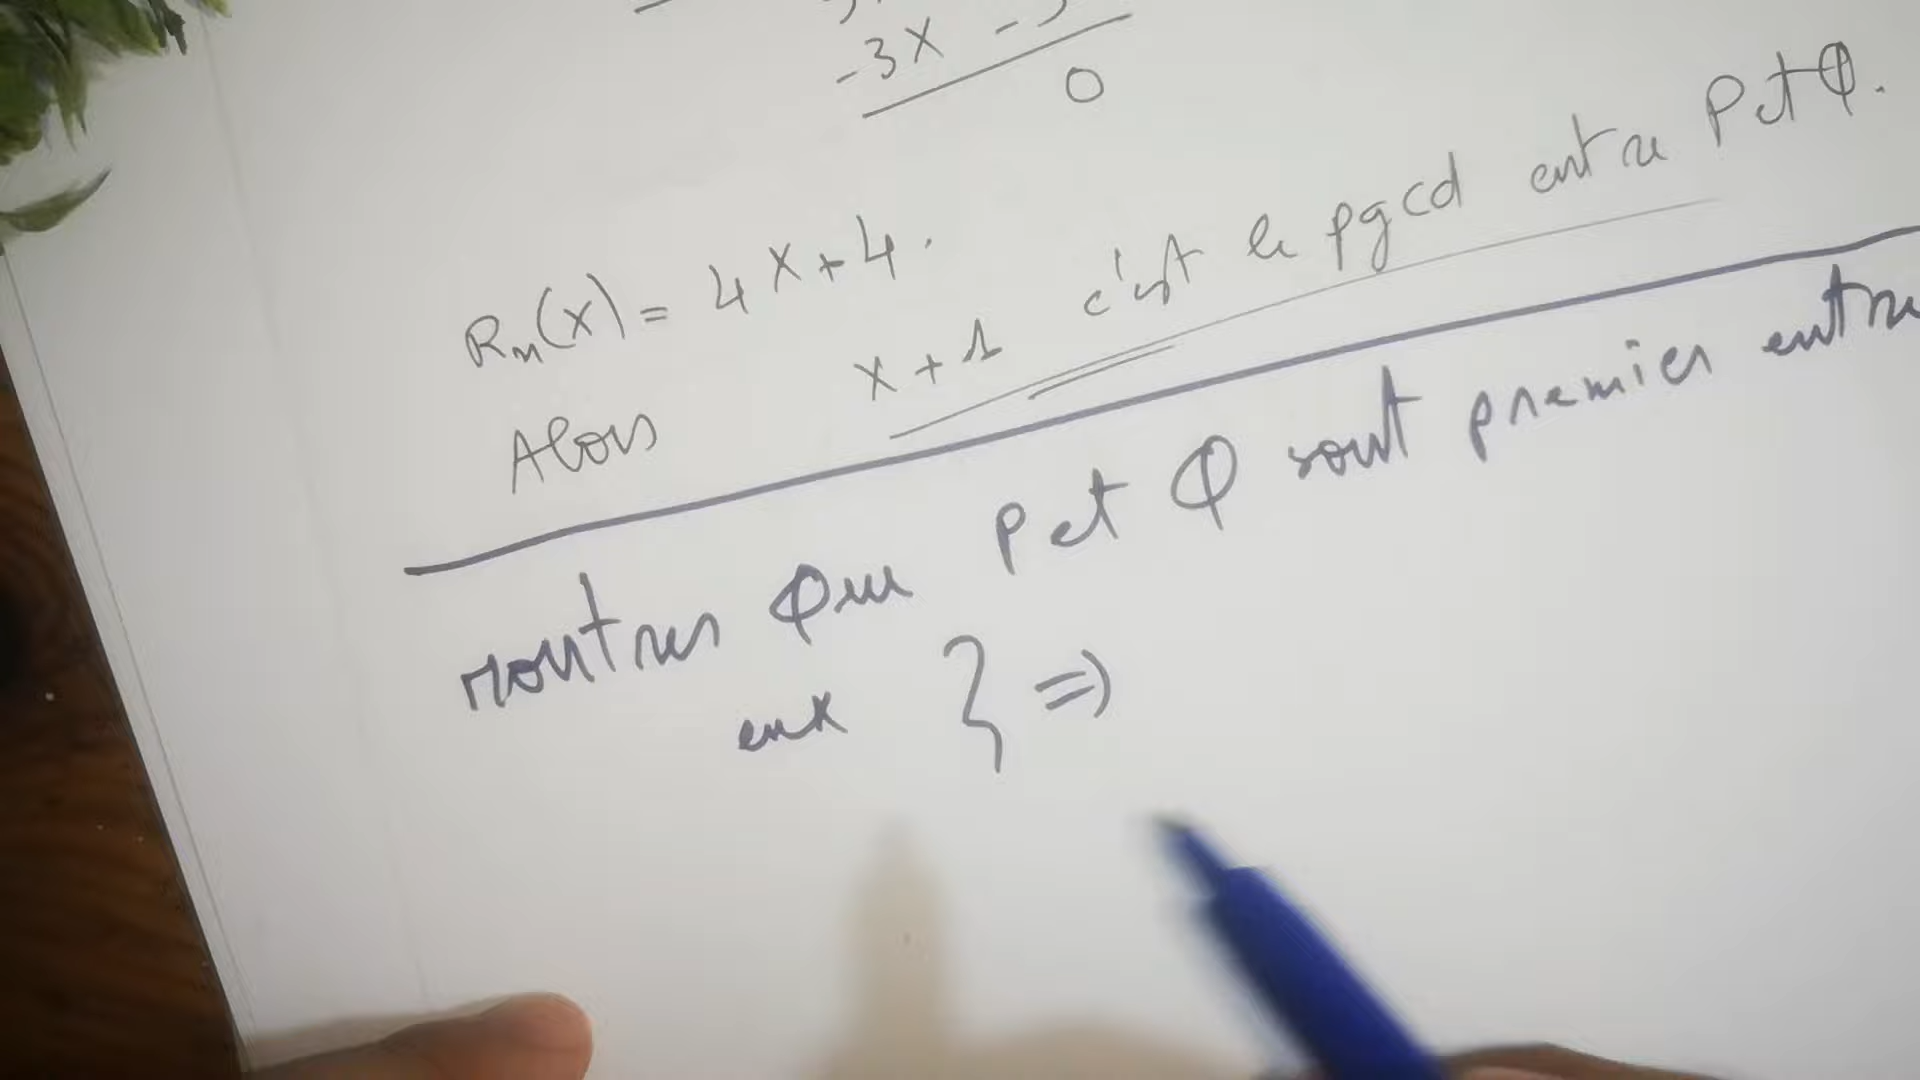 -3X -3
0
Rn(X) = 4X+4.
Alors X+1 c'est le pgcd entre P et Q.
Montrer Que P et Q sont premier entre
eux } =>